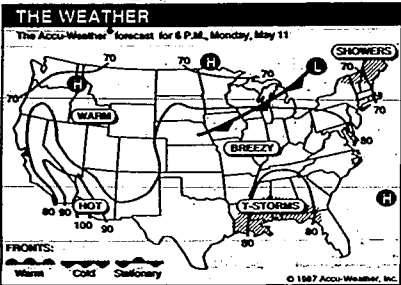 THE WEATHER
The Accu-Weather® forecast for 6 P.M., Monday, May 11
SHOWERS
70
H
70
L
70
H
70
70
WARM
BREEZY
80
HOT
T-STORMS
H
80 90
100 90
80
80
FRONTS:
Warm Cold Stationary
© 1987 Accu-Weather, Inc.